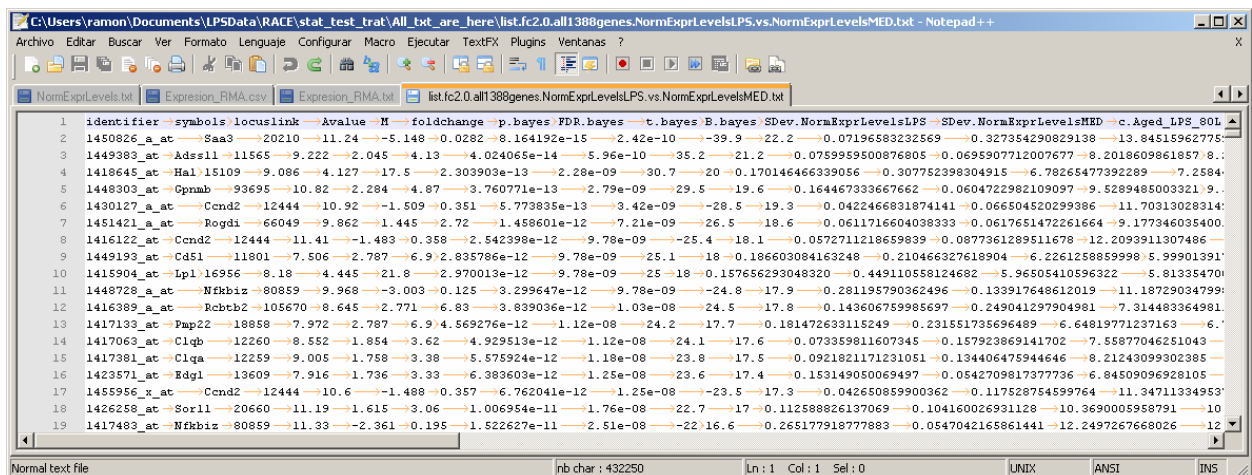 C:\Users\ramon\Documents\LPSData\RACE\stat_test_trat\All_txt_are_here\list.fc2.0.all1388genes.NormExprLevelsLPS.vs.NormExprLevelsMED.txt - Notepad++
Archivo Editar Buscar Ver Formato Lenguaje Configurar Macro Ejecutar TextFX Plugins Ventanas ? X
NormExprLevels.txt Expresion_RMA.csv Expresion_RMA.txt list.fc2.0.all1388genes.NormExprLevelsLPS.vs.NormExprLevelsMED.txt
1 identifier symbols locuslink Avalue M foldchange p.bayes FDR.bayes t.bayes B.bayes SDev.NormExprLevelsLPS SDev.NormExprLevelsMED c.Aged_LPS_80L
2 1450826_a_at Saa3 20210 11.24 -5.148 0.0282 8.164192e-15 2.42e-10 -39.9 22.2 0.07196583232569 0.327354290829138 13.845159627755
3 1449383_at Adssl1 11565 9.222 2.045 4.13 4.024065e-14 5.96e-10 35.2 21.2 0.0759959500876805 0.0695907712007677 8.2018609861857 8.
4 1418645_at Hal 15109 9.086 4.127 17.5 2.303903e-13 2.28e-09 30.7 20 0.170146466339056 0.307752398304915 6.78265477392289 7.2584
5 1448303_at Gpnmb 93695 10.82 2.284 4.87 3.760771e-13 2.79e-09 29.5 19.6 0.164467333667662 0.0604722982109097 9.5289485003321 9.
6 1430127_a_at Ccnd2 12444 10.92 -1.509 0.351 5.773835e-13 3.42e-09 -28.5 19.3 0.0422466831874141 0.066504520299386 11.70313028314
7 1451421_a_at Rogdi 66049 9.862 1.445 2.72 1.458601e-12 7.21e-09 26.5 18.6 0.0611716604038333 0.0617651472261664 9.177346035400
8 1416122_at Ccnd2 12444 11.41 -1.483 0.358 2.542398e-12 9.78e-09 -25.4 18.1 0.0572711218659839 0.0877361289511678 12.2093911307486
9 1449193_at Cd5l 11801 7.506 2.787 6.9 2.835786e-12 9.78e-09 25.1 18 0.186603084163248 0.210466327618904 6.2261258859998 5.99901391
10 1415904_at Lpl 16956 8.18 4.445 21.8 2.970013e-12 9.78e-09 25 18 0.157656293048320 0.449110558124682 5.96505410596322 5.81335470
11 1448728_a_at Nfkbiz 80859 9.968 -3.003 0.125 3.299647e-12 9.78e-09 -24.8 17.9 0.281195790362496 0.133917648612019 11.18729034799
12 1416389_a_at Rcbtb2 105670 8.645 2.771 6.83 3.839036e-12 1.03e-08 24.5 17.8 0.143606759985697 0.249041297904981 7.314483364981
13 1417133_at Pmp22 18858 7.972 2.787 6.9 4.569276e-12 1.12e-08 24.2 17.7 0.181472633115249 0.231551735696489 6.64819771237163 6.
14 1417063_at C1qb 12260 8.552 1.854 3.62 4.929513e-12 1.12e-08 24.1 17.6 0.073359811607345 0.157923869141702 7.55877046251043
15 1417381_at C1qa 12259 9.005 1.758 3.38 5.575924e-12 1.18e-08 23.8 17.5 0.0921821171231051 0.134406475944646 8.21243099302385
16 1423571_at Edg1 13609 7.916 1.736 3.33 6.383603e-12 1.25e-08 23.6 17.4 0.153149050069497 0.0542709817377736 6.84509096928105
17 1455956_x_at Ccnd2 12444 10.6 -1.488 0.357 6.762041e-12 1.25e-08 -23.5 17.3 0.042650859900362 0.117528754599764 11.34711334953
18 1426258_at Sorl1 20660 11.19 1.615 3.06 1.006954e-11 1.76e-08 22.7 17 0.112588826137069 0.104160026931128 10.3690005958791 10
19 1417483_at Nfkbiz 80859 11.33 -2.361 0.195 1.522627e-11 2.51e-08 -22 16.6 0.265177918777883 0.0547042165861441 12.2497267668026 12
Normal text file nb char : 432250 Ln : 1 Col : 1 Sel : 0 UNIX ANSI INS